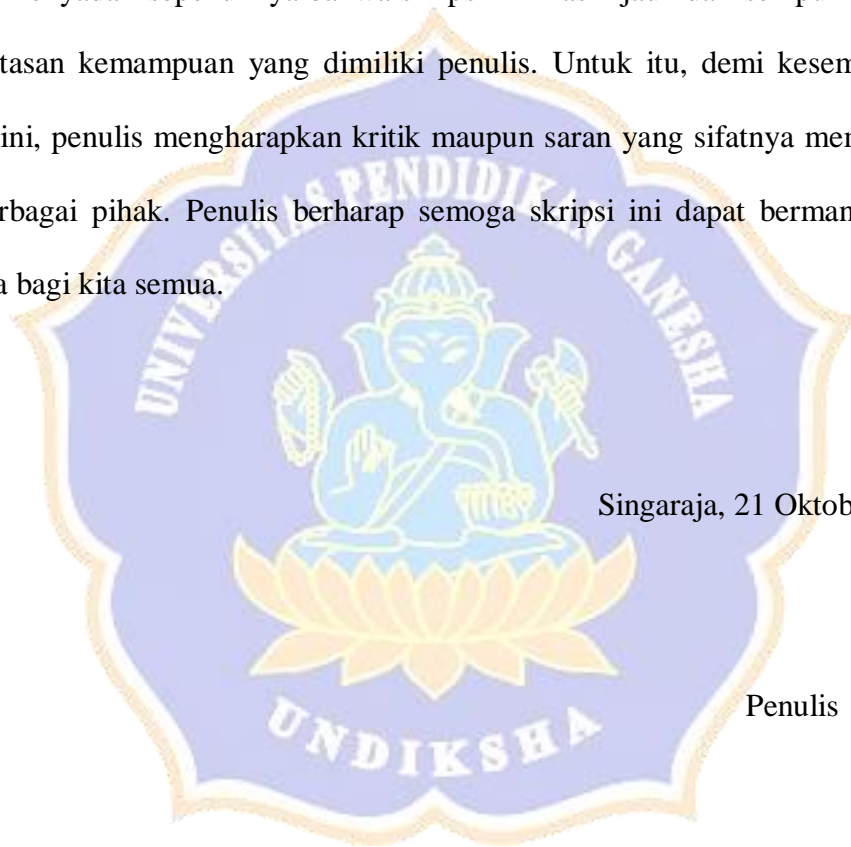 tasan kemampuan yang dimiliki penulis. Untuk itu, demi kesem
ini, penulis mengharapkan kritik maupun saran yang sifatnya mer
rbagai pihak. Penulis berharap semoga skripsi ini dapat berman
a bagi kita semua.
UNIVERSITAS PENDIDIKAN GANESHA
Singaraja, 21 Oktob
Penulis
UNDIKSHA